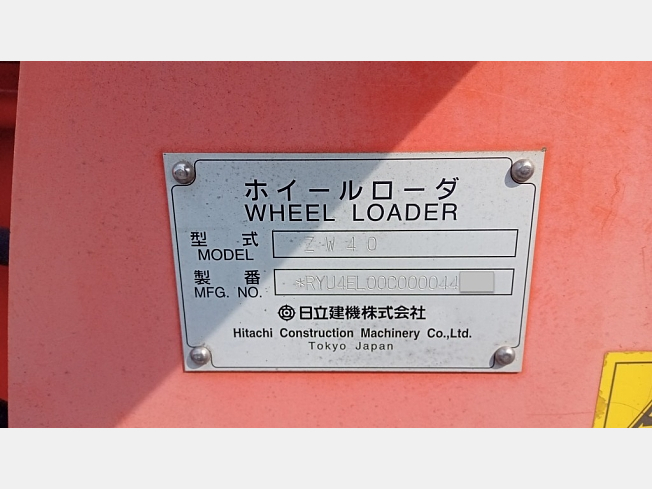 ホイールローダ
WHEEL LOADER
型式 Z-W40
MODEL
製番 *RYU4EL00C000044
MFG. NO.
日立建機株式会社
Hitachi Construction Machinery Co.,Ltd.
Tokyo Japan